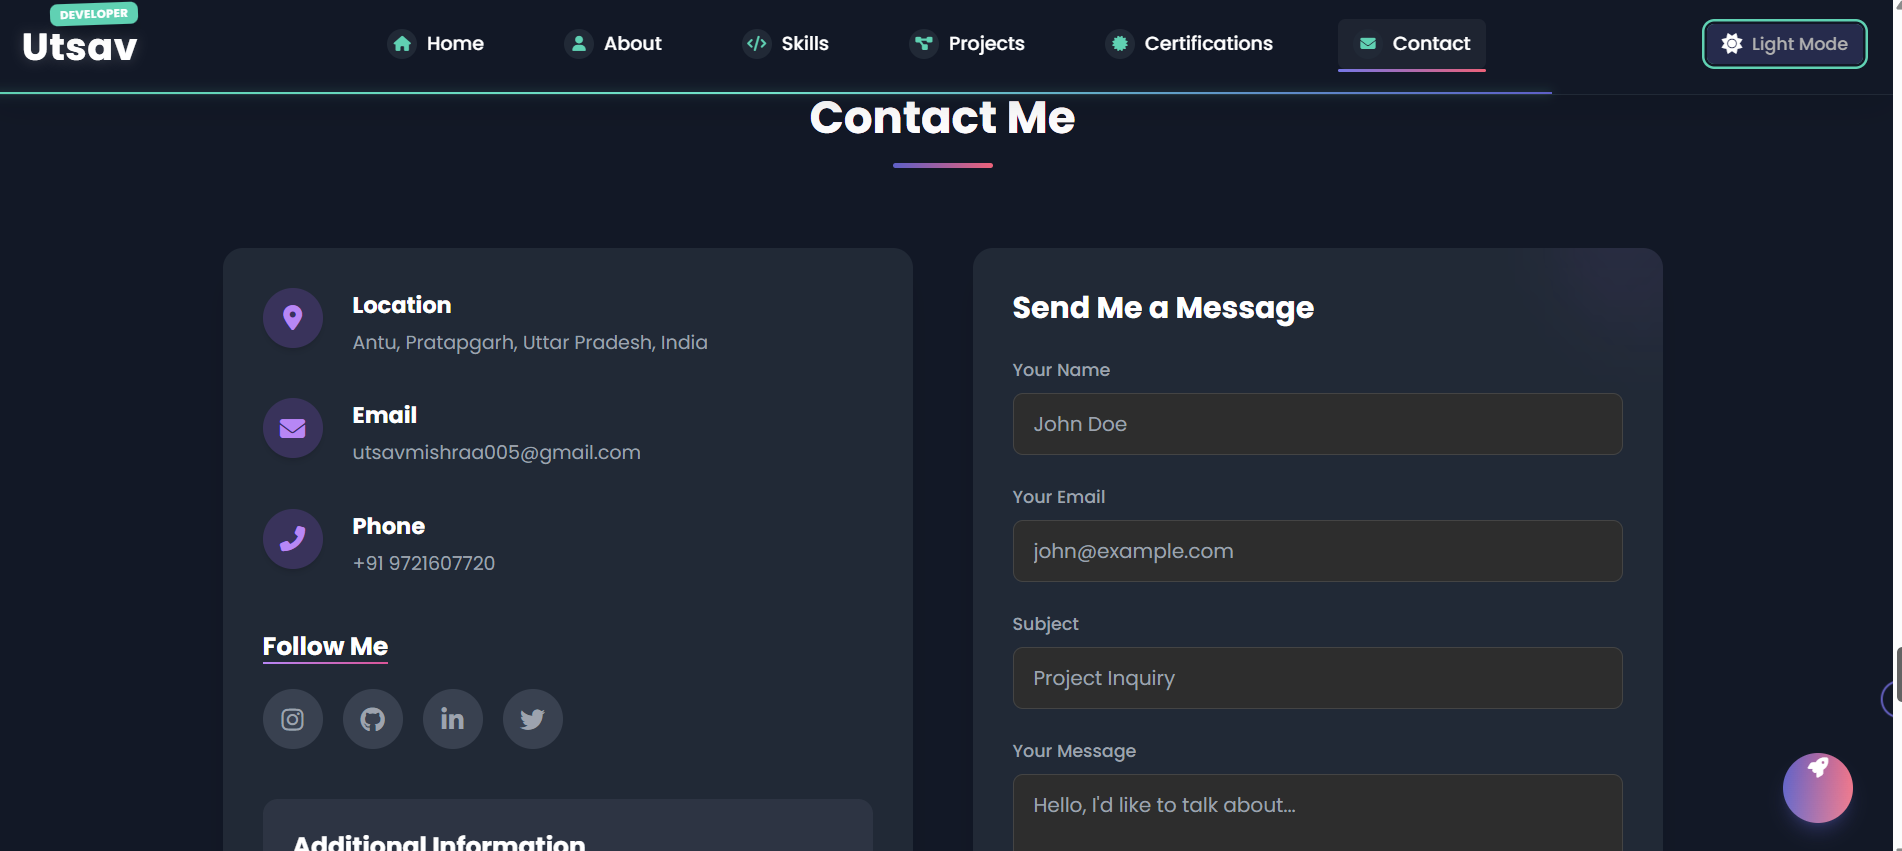 DEVELOPER
Utsav
Home
About
Skills
Projects
Certifications
Contact
Light Mode
Contact Me
Location
Antu, Pratapgarh, Uttar Pradesh, India
Email
utsavmishraa005@gmail.com
Phone
+91 9721607720
Follow Me
Additional Information
Send Me a Message
Your Name
John Doe
Your Email
john@example.com
Subject
Project Inquiry
Your Message
Hello, I'd like to talk about...